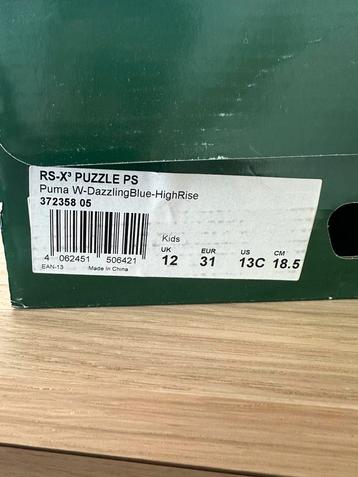 RS-X³ PUZZLE PS
Puma W-DazzlingBlue-HighRise
372358 05
Kids
UK EUR US CM
12 31 13C 18.5
4 062451 506421
EAN-13 Made in China